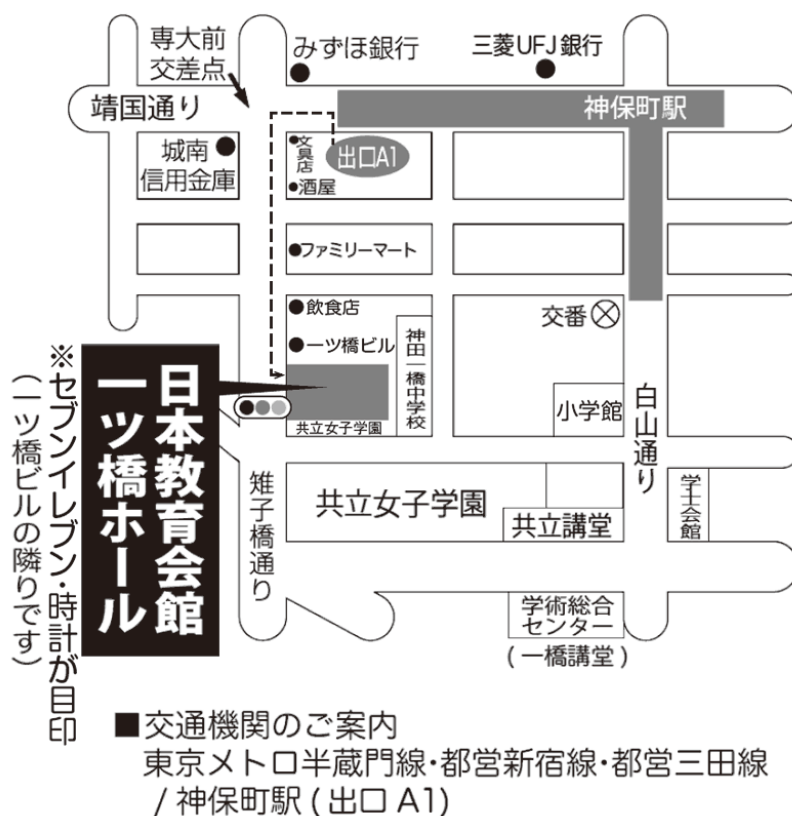 専大前
交差点
みずほ銀行
三菱UFJ銀行
靖国通り
神保町駅
城南
信用金庫
文具店
出口A1
酒屋
ファミリーマート
飲食店
一ツ橋ビル
神田一橋中学校
交番
小学館
白山通り
共立女子学園
日本教育会館
一ツ橋ホール
※セブンイレブン・時計が目印
(一ツ橋ビルの隣りです)
雉子橋通り
共立女子学園
共立講堂
学士会館
学術総合
センター
(一橋講堂)
■交通機関のご案内
東京メトロ半蔵門線・都営新宿線・都営三田線
/神保町駅(出口A1)